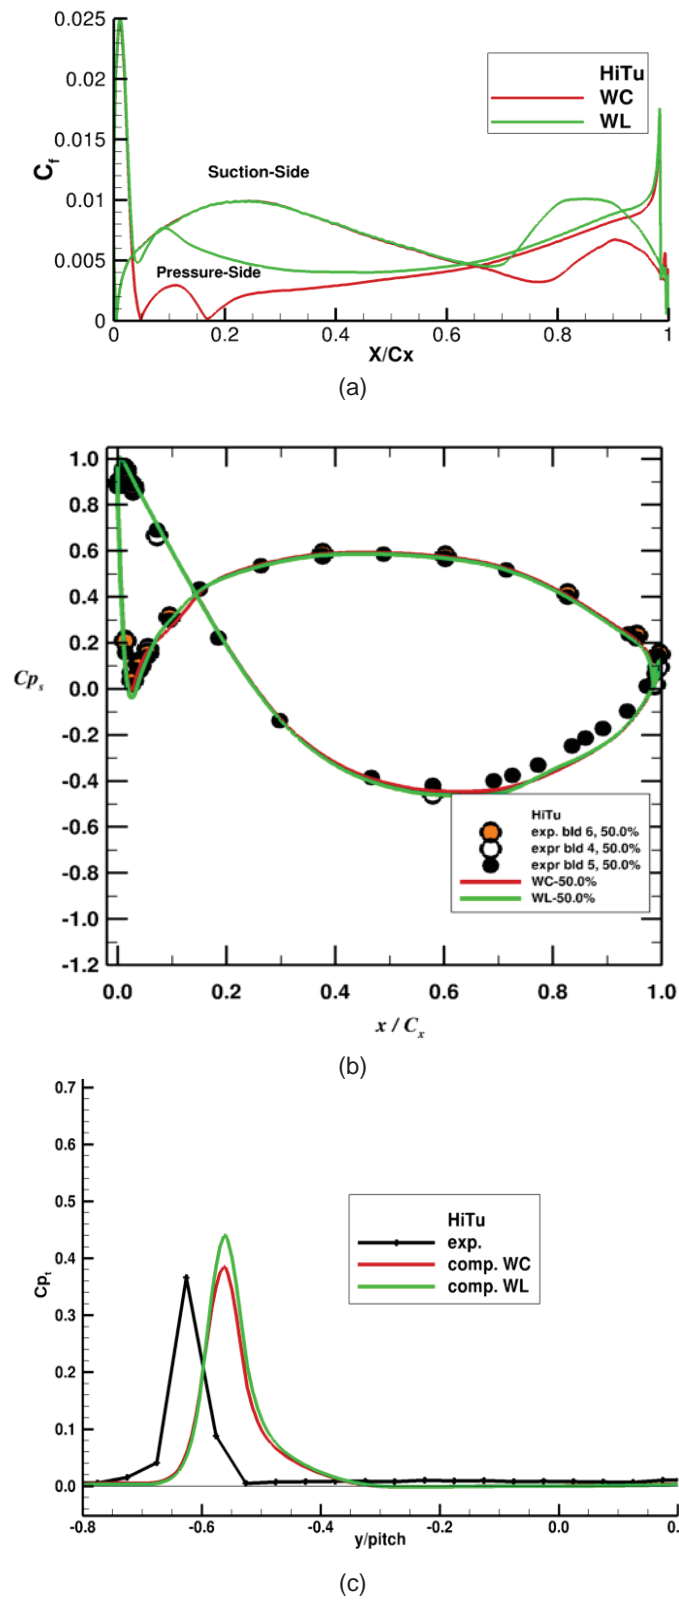 0.025
0.02
0.015
0.01
0.005
0
Cf
HiTu
WC
WL
Suction-Side
Pressure-Side
0 0.2 0.4 0.6 0.8 1
X/Cx
(a)
1.0
0.8
0.6
0.4
0.2
0.0
-0.2
-0.4
-0.6
-0.8
-1.0
-1.2
Cps
HiTu
exp. bld 6, 50.0%
expr bld 4, 50.0%
expr bld 5, 50.0%
WC-50.0%
WL-50.0%
0.0 0.2 0.4 0.6 0.8 1.0
x / Cx
(b)
0.7
0.6
0.5
0.4
0.3
0.2
0.1
0.0
Cpt
HiTu
exp.
comp. WC
comp. WL
-0.8 -0.6 -0.4 -0.2 0.0 0.
y/pitch
(c)